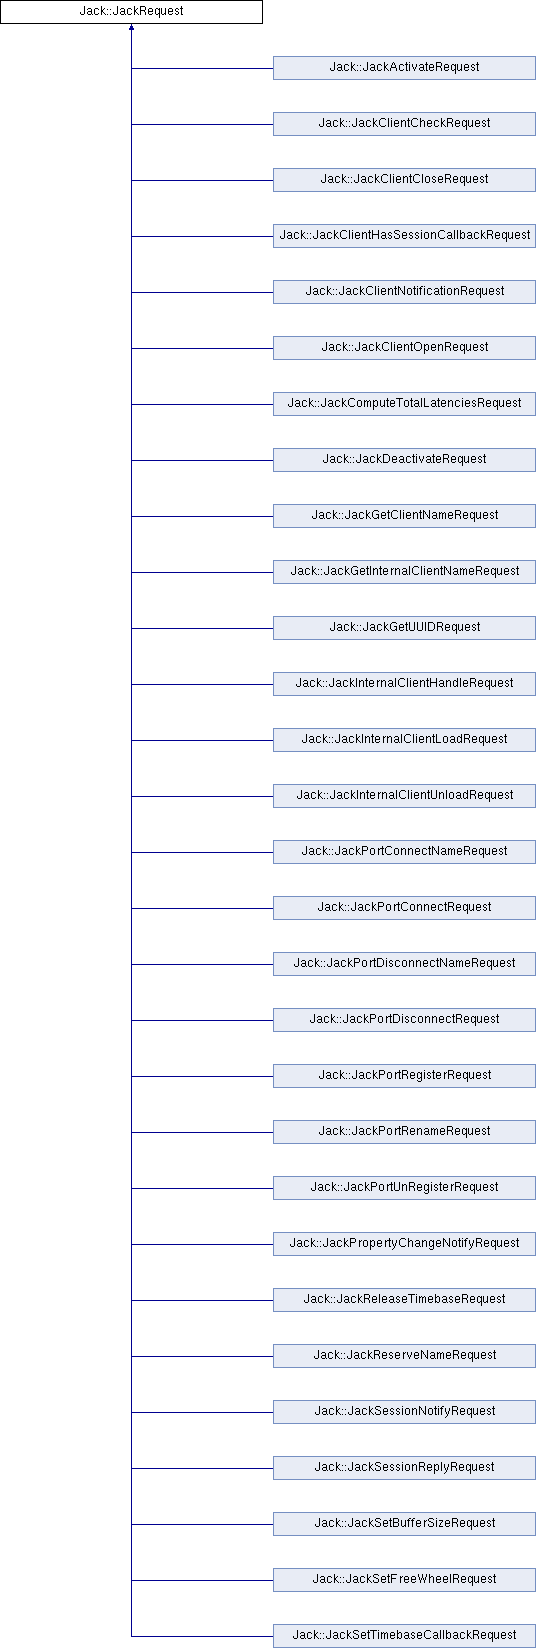 Jack::JackRequest
Jack::JackActivateRequest
Jack::JackClientCheckRequest
Jack::JackClientCloseRequest
Jack::JackClientHasSessionCallbackRequest
Jack::JackClientNotificationRequest
Jack::JackClientOpenRequest
Jack::JackComputeTotalLatenciesRequest
Jack::JackDeactivateRequest
Jack::JackGetClientNameRequest
Jack::JackGetInternalClientNameRequest
Jack::JackGetUUIDRequest
Jack::JackInternalClientHandleRequest
Jack::JackInternalClientLoadRequest
Jack::JackInternalClientUnloadRequest
Jack::JackPortConnectNameRequest
Jack::JackPortConnectRequest
Jack::JackPortDisconnectNameRequest
Jack::JackPortDisconnectRequest
Jack::JackPortRegisterRequest
Jack::JackPortRenameRequest
Jack::JackPortUnRegisterRequest
Jack::JackPropertyChangeNotifyRequest
Jack::JackReleaseTimebaseRequest
Jack::JackReserveNameRequest
Jack::JackSessionNotifyRequest
Jack::JackSessionReplyRequest
Jack::JackSetBufferSizeRequest
Jack::JackSetFreeWheelRequest
Jack::JackSetTimebaseCallbackRequest